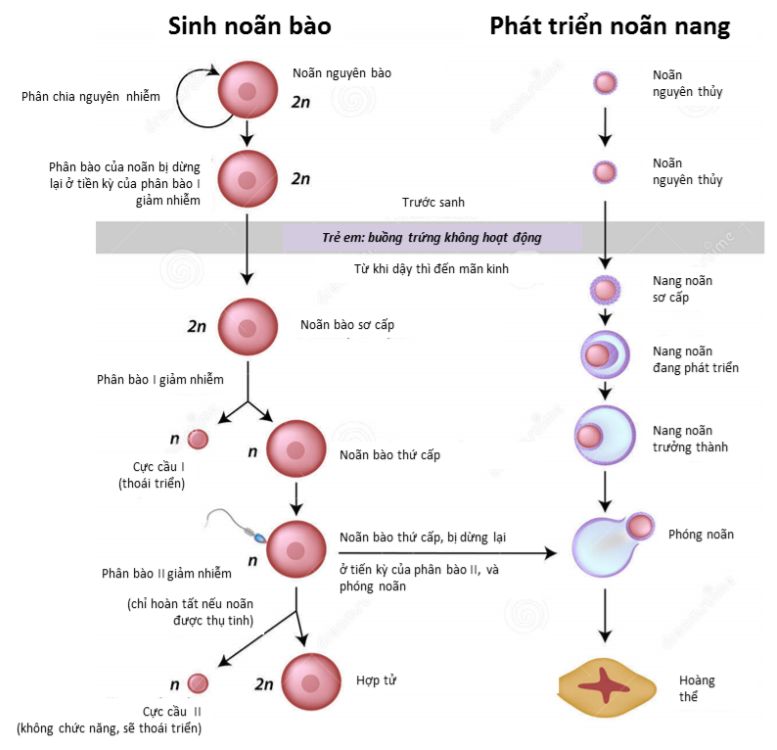 Sinh noãn bào
Phát triển noãn nang
Noãn nguyên bào
Phân chia nguyên nhiễm
2n
Noãn
nguyên thủy
Phân bào của noãn bị dừng
lại ở tiền kỳ của phân bào I
giảm nhiễm
2n
Noãn
nguyên thủy
Trước sanh
Trẻ em: buồng trứng không hoạt động
Từ khi dậy thì đến mãn kinh
Nang noãn
sơ cấp
2n
Noãn bào sơ cấp
Nang noãn
đang phát triển
Phân bào I giảm nhiễm
n
Cực cầu I
(thoái triển)
n
Noãn bào thứ cấp
Nang noãn
trưởng thành
Noãn bào thứ cấp, bị dừng lại
ở tiến kỳ của phân bào II, và
phóng noãn
Phóng noãn
n
Phân bào II giảm nhiễm
(chỉ hoàn tất nếu noãn
được thụ tinh)
n
Cực cầu II
(không chức năng, sẽ thoái triển)
2n
Hợp tử
Hoàng
thể